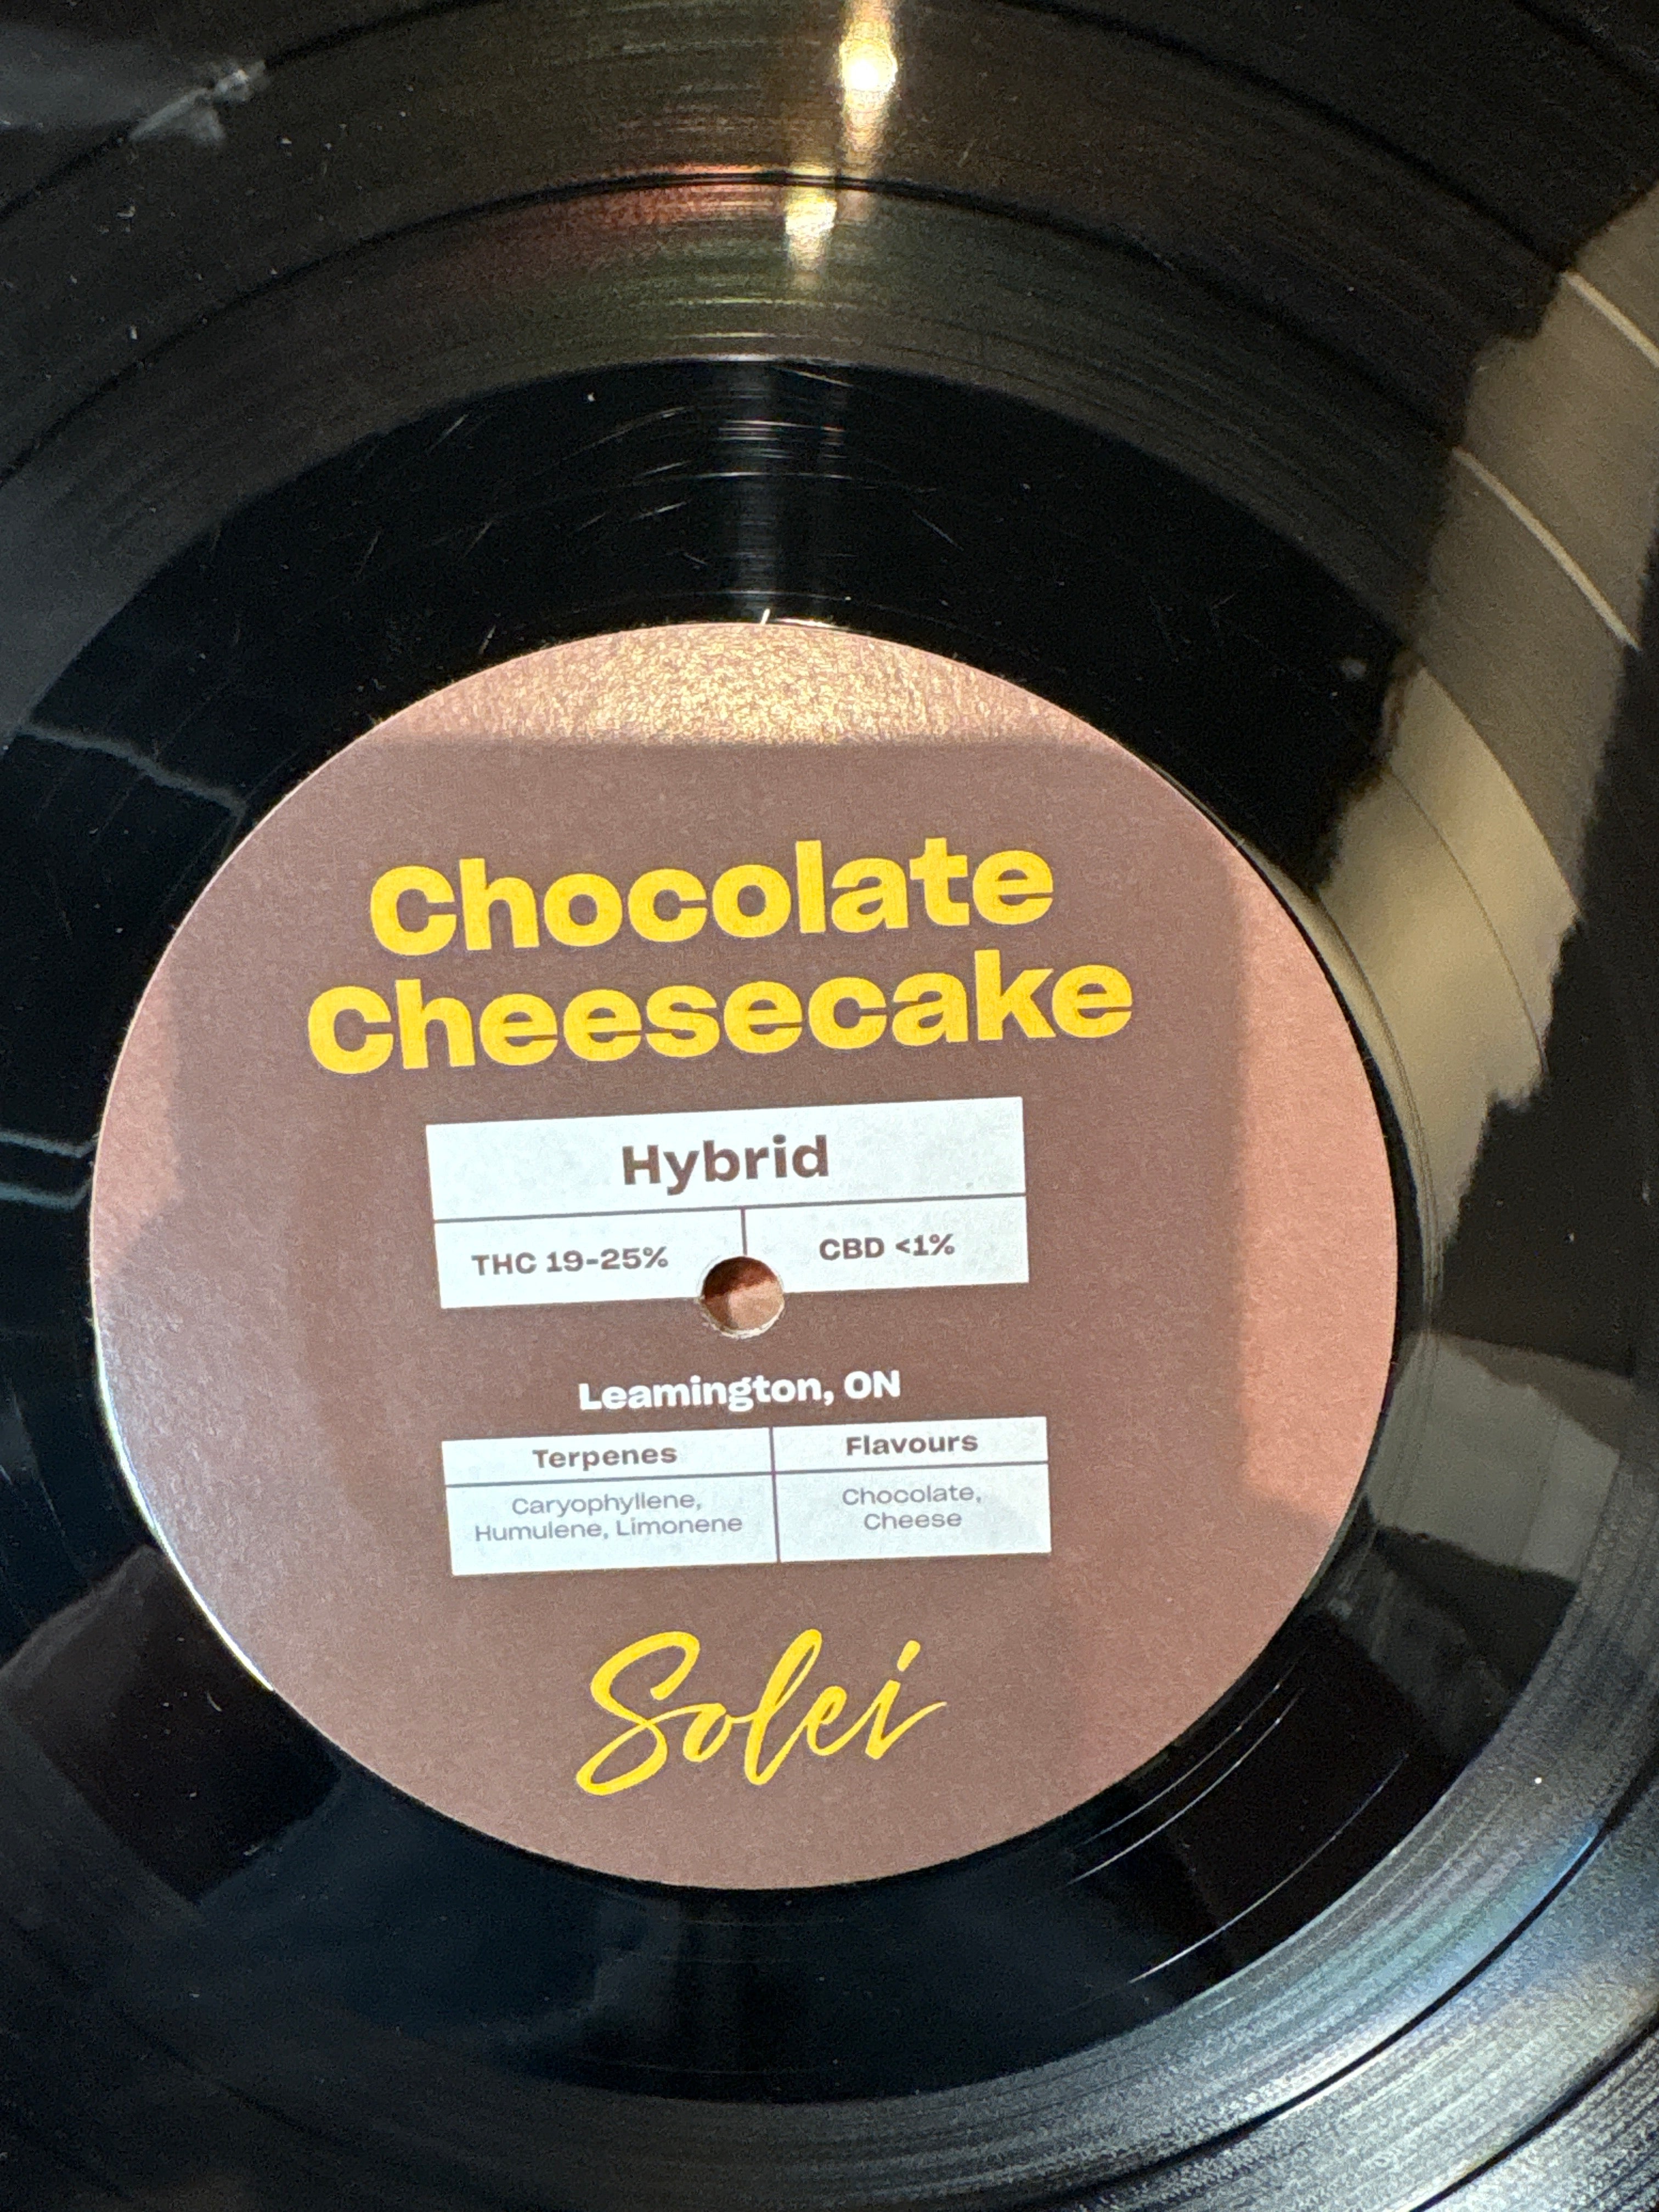 Chocolate
Cheesecake
Hybrid
THC 19-25%
CBD <1%
Leamington, ON
Terpenes
Flavours
Caryophyllene,
Humulene, Limonene
Chocolate,
Cheese
Solei